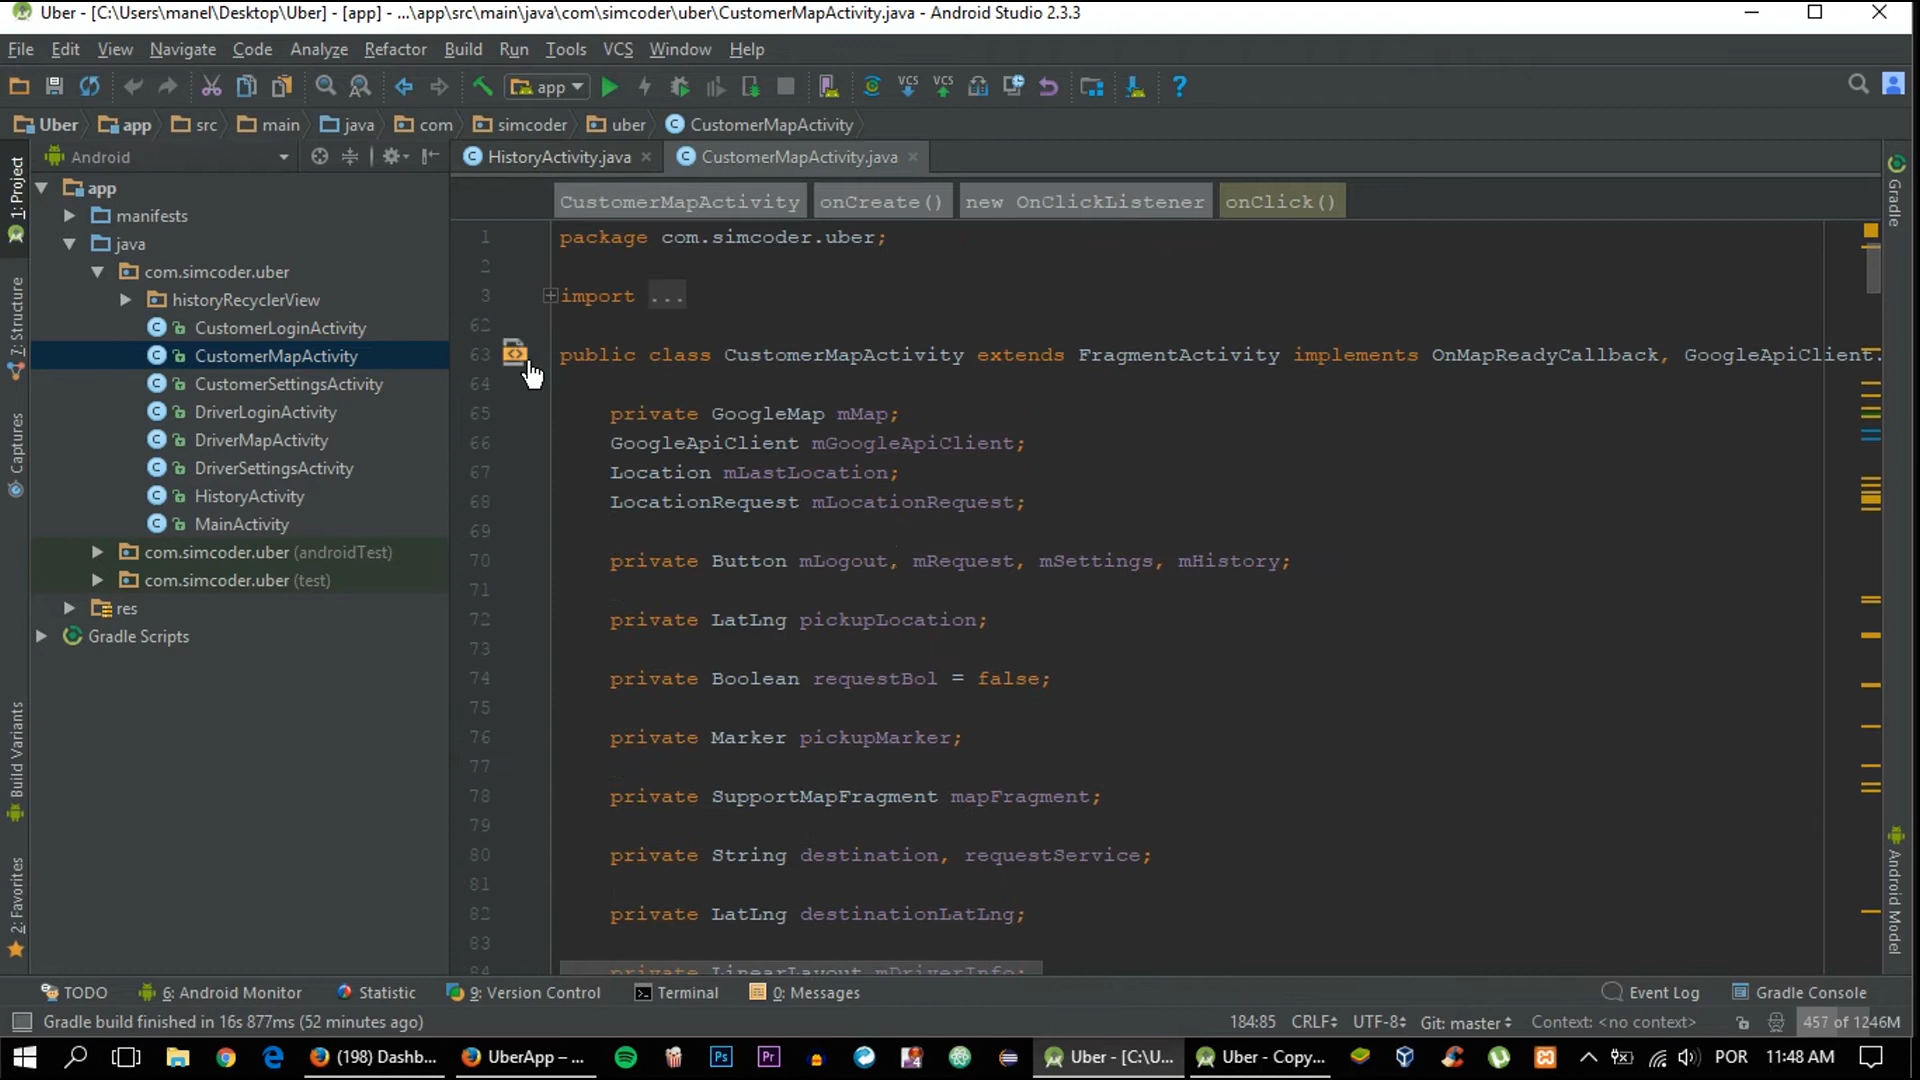 Uber - [C:\Users\manel\Desktop\Uber] - [app] - ...\app\src\main\java\com\simcoder\uber\CustomerMapActivity.java - Android Studio 2.3.3
File Edit View Navigate Code Analyze Refactor Build Run Tools VCS Window Help
app VCS VCS ?
Uber app src main java com simcoder uber CustomerMapActivity
Android HistoryActivity.java CustomerMapActivity.java
CustomerMapActivity onCreate() new OnClickListener onClick()
1: Project
7: Structure
Captures
Build Variants
2: Favorites
app
manifests
java
com.simcoder.uber
historyRecyclerView
CustomerLoginActivity
CustomerMapActivity
CustomerSettingsActivity
DriverLoginActivity
DriverMapActivity
DriverSettingsActivity
HistoryActivity
MainActivity
com.simcoder.uber (androidTest)
com.simcoder.uber (test)
res
Gradle Scripts
1 package com.simcoder.uber;
2
3 import ...
62
63 public class CustomerMapActivity extends FragmentActivity implements OnMapReadyCallback, GoogleApiClient.
64
65 private GoogleMap mMap;
66 GoogleApiClient mGoogleApiClient;
67 Location mLastLocation;
68 LocationRequest mLocationRequest;
69
70 private Button mLogout, mRequest, mSettings, mHistory;
71
72 private LatLng pickupLocation;
73
74 private Boolean requestBol = false;
75
76 private Marker pickupMarker;
77
78 private SupportMapFragment mapFragment;
79
80 private String destination, requestService;
81
82 private LatLng destinationLatLng;
83
84 private LinearLayout mDriverInfo;
Gradle
Android Model
TODO 6: Android Monitor Statistic 9: Version Control Terminal 0: Messages Event Log Gradle Console
Gradle build finished in 16s 877ms (52 minutes ago) 184:85 CRLF UTF-8 Git: master Context: <no context> 457 of 1246M
(198) Dashb... UberApp – ... Ps Pr Uber - [C:\U... Uber - Copy... POR 11:48 AM